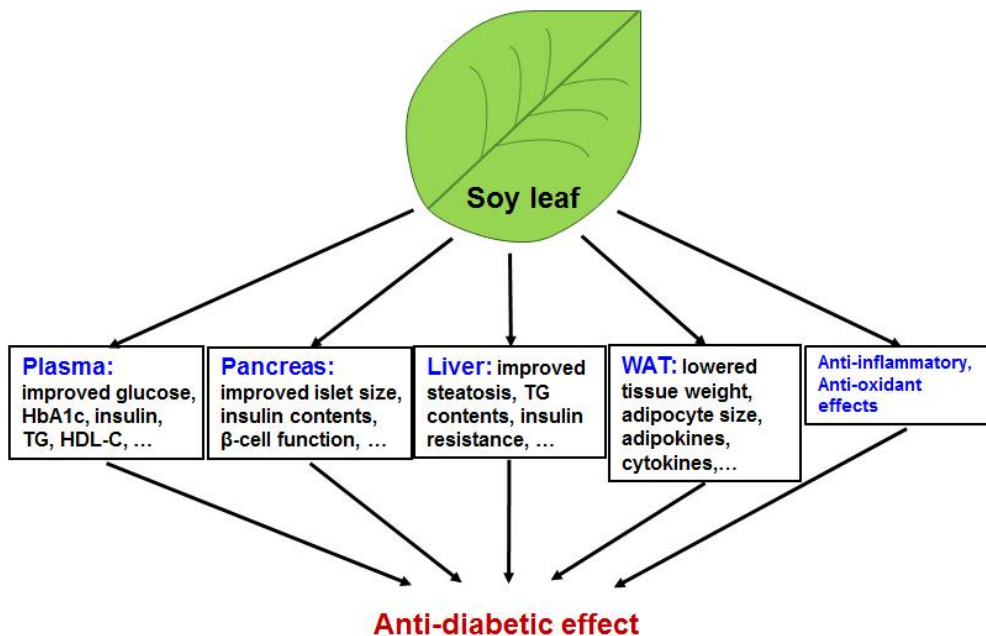 Soy leaf
Plasma:
improved glucose,
HbA1c, insulin,
TG, HDL-C, ...
Pancreas:
improved islet size,
insulin contents,
β-cell function, ...
Liver: improved
steatosis, TG
contents, insulin
resistance, ...
WAT: lowered
tissue weight,
adipocyte size,
adipokines,
cytokines,...
Anti-inflammatory,
Anti-oxidant
effects
Anti-diabetic effect